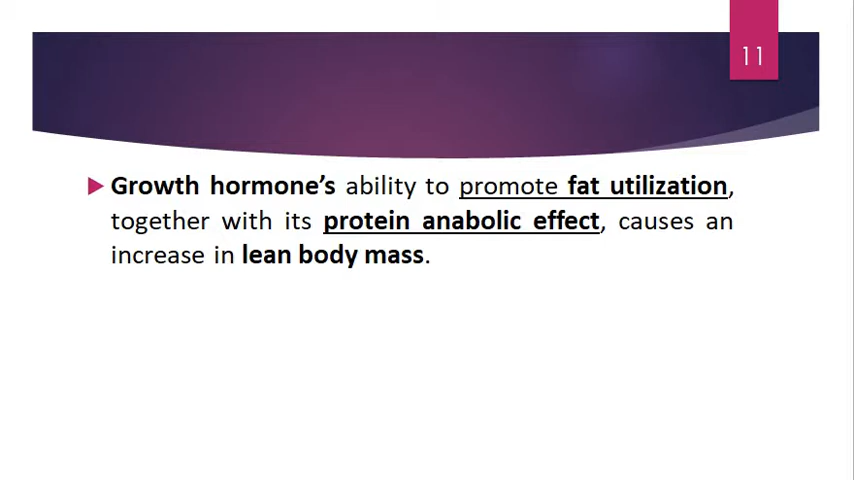 11
Growth hormone’s ability to promote fat utilization,
together with its protein anabolic effect, causes an
increase in lean body mass.